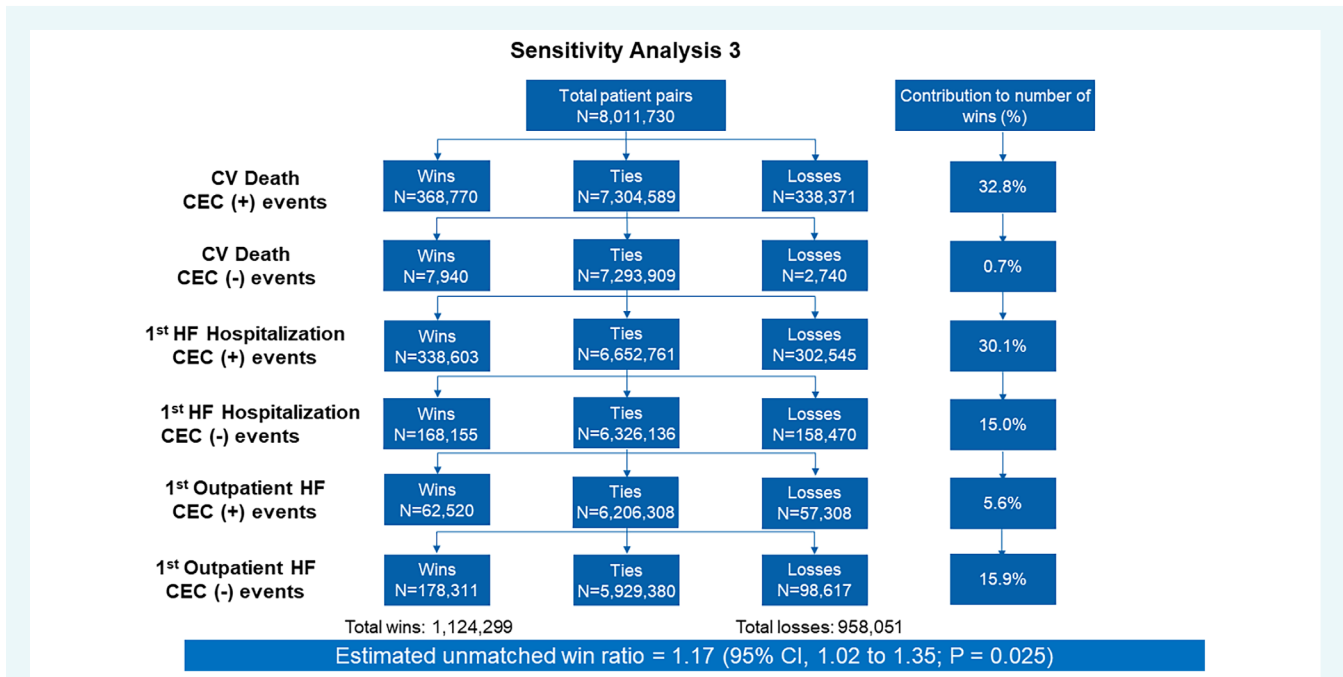 Sensitivity Analysis 3
Total patient pairs
N=8,011,730
Contribution to number of
wins (%)
CV Death
CEC (+) events
Wins
N=368,770
Ties
N=7,304,589
Losses
N=338,371
32.8%
CV Death
CEC (-) events
Wins
N=7,940
Ties
N=7,293,909
Losses
N=2,740
0.7%
1st HF Hospitalization
CEC (+) events
Wins
N=338,603
Ties
N=6,652,761
Losses
N=302,545
30.1%
1st HF Hospitalization
CEC (-) events
Wins
N=168,155
Ties
N=6,326,136
Losses
N=158,470
15.0%
1st Outpatient HF
CEC (+) events
Wins
N=62,520
Ties
N=6,206,308
Losses
N=57,308
5.6%
1st Outpatient HF
CEC (-) events
Wins
N=178,311
Ties
N=5,929,380
Losses
N=98,617
15.9%
Total wins: 1,124,299
Total losses: 958,051
Estimated unmatched win ratio = 1.17 (95% CI, 1.02 to 1.35; P = 0.025)